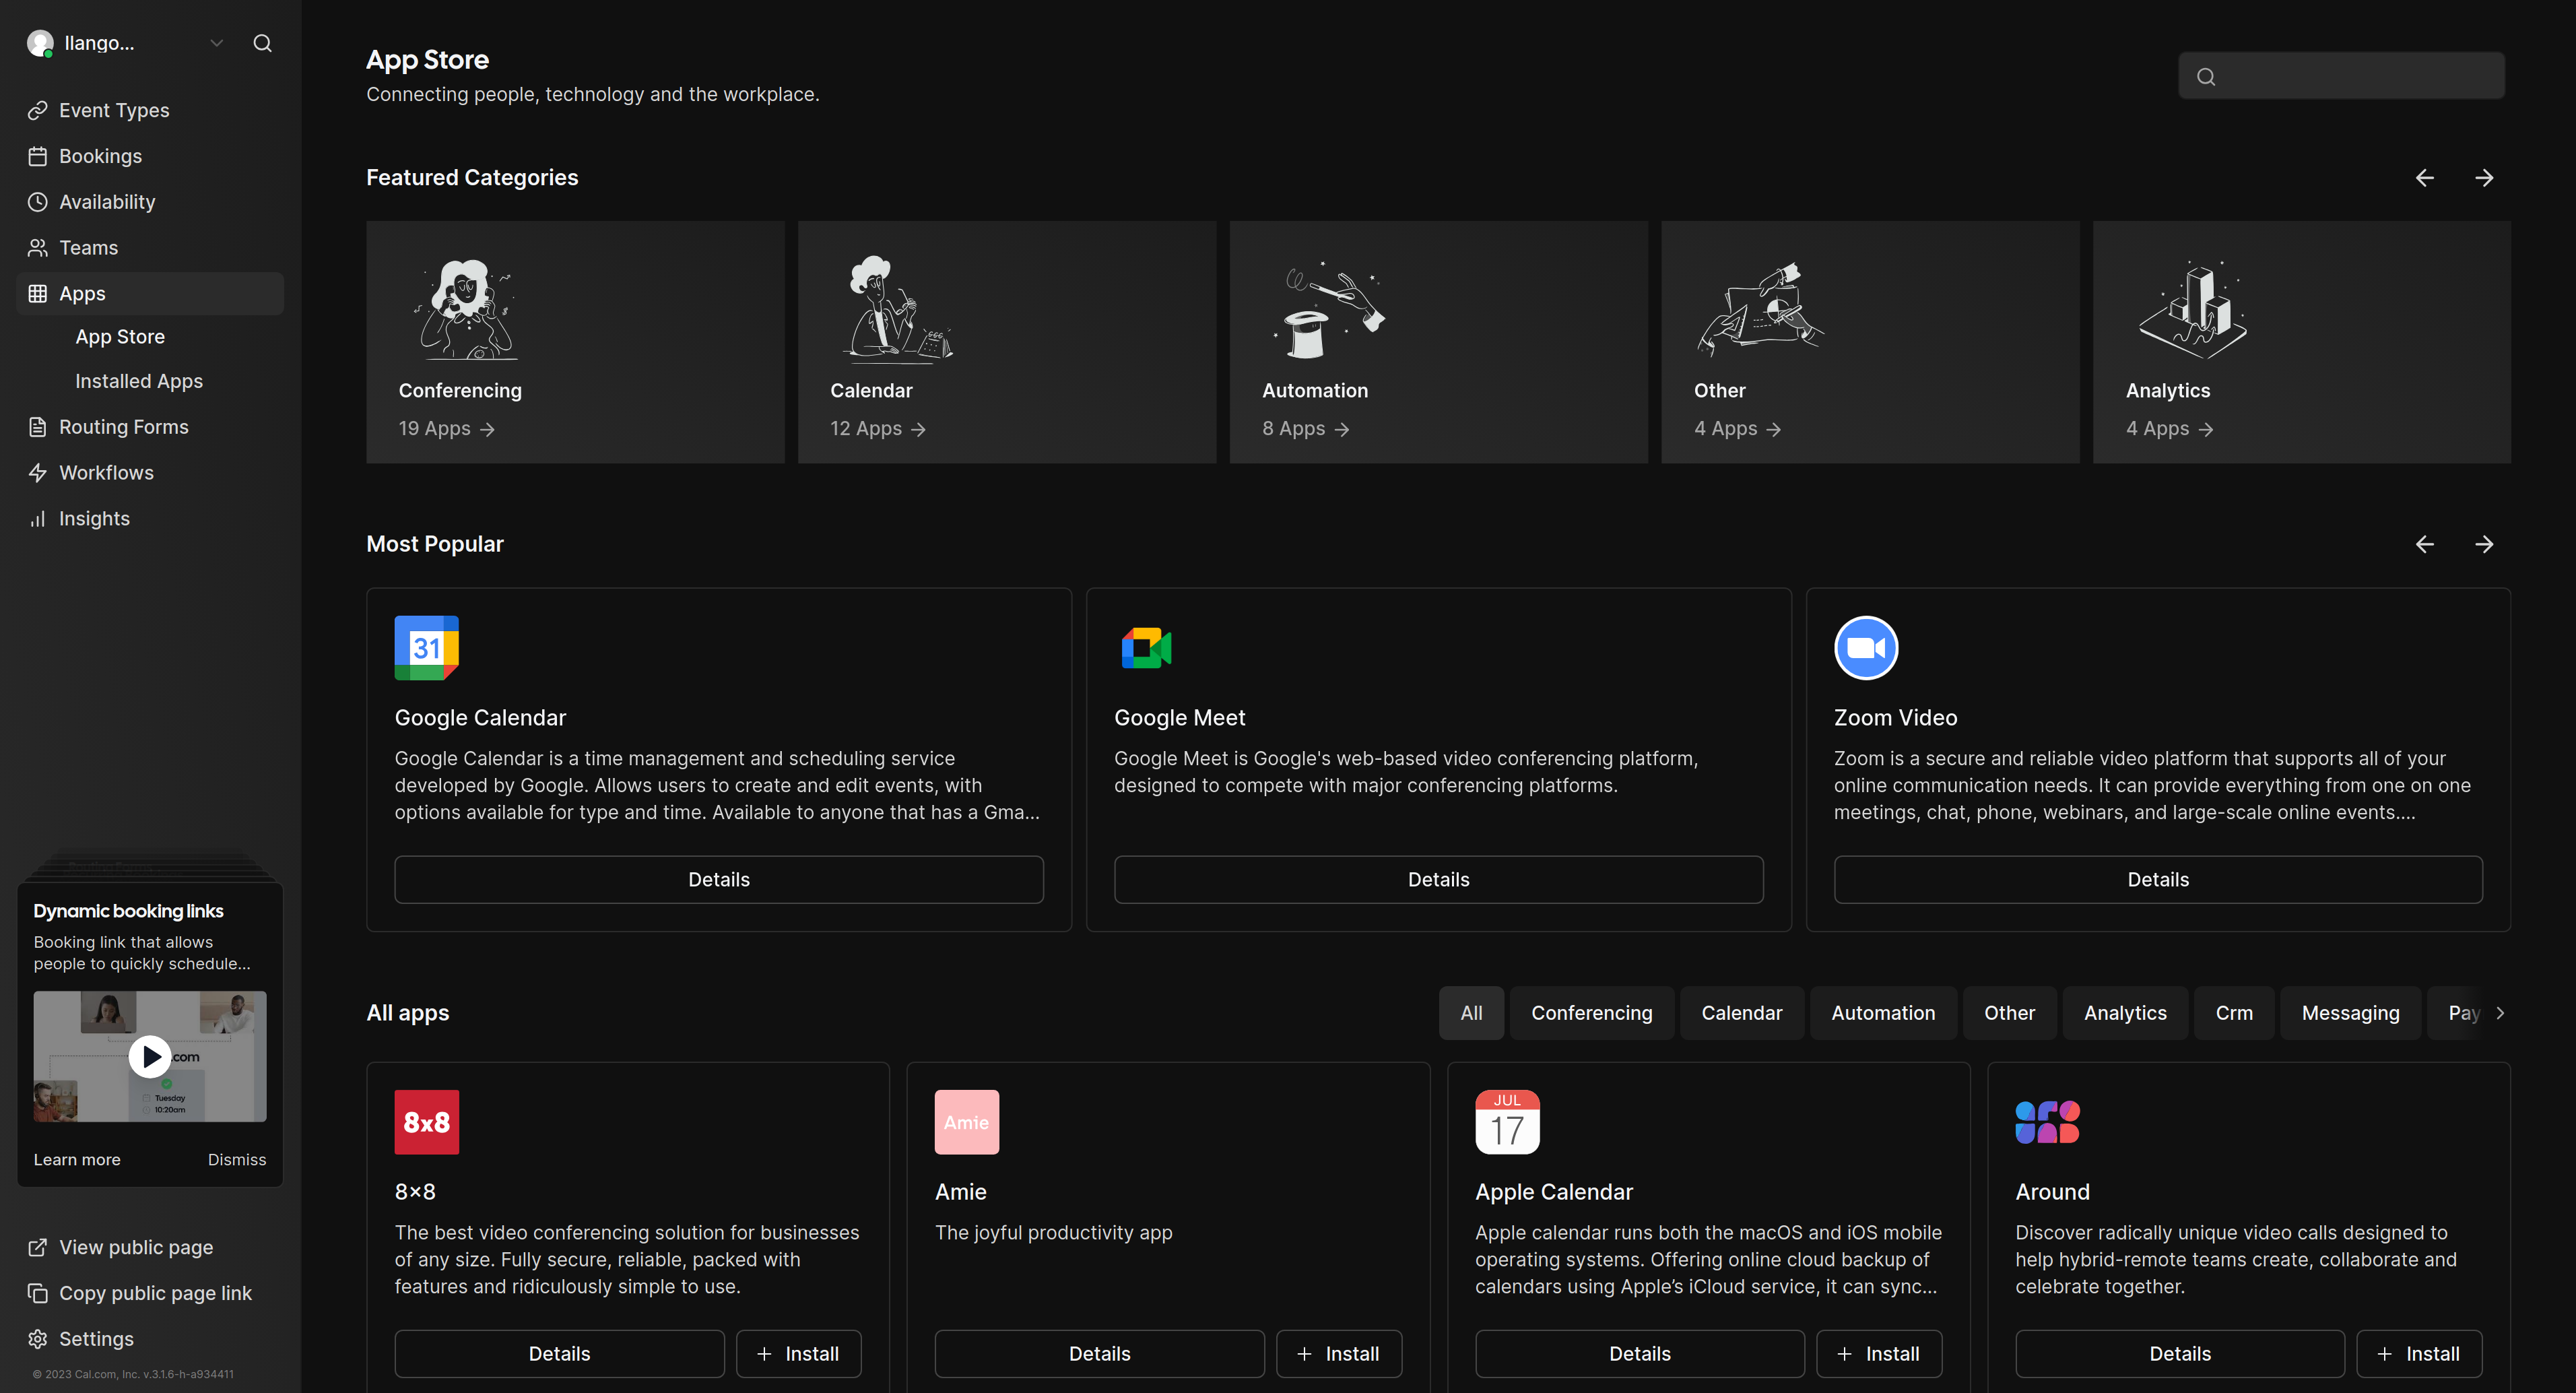 Ilango...
Event Types
Bookings
Availability
Teams
Apps
App Store
Installed Apps
Routing Forms
Workflows
Insights
Dynamic booking links
Booking link that allows
people to quickly schedule...
.com
Tuesday
10:20am
Learn more
Dismiss
View public page
Copy public page link
Settings
© 2023 Cal.com, Inc. v.3.1.6-h-a934411
App Store
Connecting people, technology and the workplace.
Featured Categories
Conferencing
19 Apps
Calendar
12 Apps
Automation
8 Apps
Other
4 Apps
Analytics
4 Apps
Most Popular
31
Google Calendar
Google Calendar is a time management and scheduling service
developed by Google. Allows users to create and edit events, with
options available for type and time. Available to anyone that has a Gma...
Details
Google Meet
Google Meet is Google's web-based video conferencing platform,
designed to compete with major conferencing platforms.
Details
Zoom Video
Zoom is a secure and reliable video platform that supports all of your
online communication needs. It can provide everything from one on one
meetings, chat, phone, webinars, and large-scale online events....
Details
All apps
All
Conferencing
Calendar
Automation
Other
Analytics
Crm
Messaging
Pay
8x8
8×8
The best video conferencing solution for businesses
of any size. Fully secure, reliable, packed with
features and ridiculously simple to use.
Details
Install
Amie
Amie
The joyful productivity app
Details
Install
JUL
17
Apple Calendar
Apple calendar runs both the macOS and iOS mobile
operating systems. Offering online cloud backup of
calendars using Apple’s iCloud service, it can sync...
Details
Install
Around
Discover radically unique video calls designed to
help hybrid-remote teams create, collaborate and
celebrate together.
Details
Install